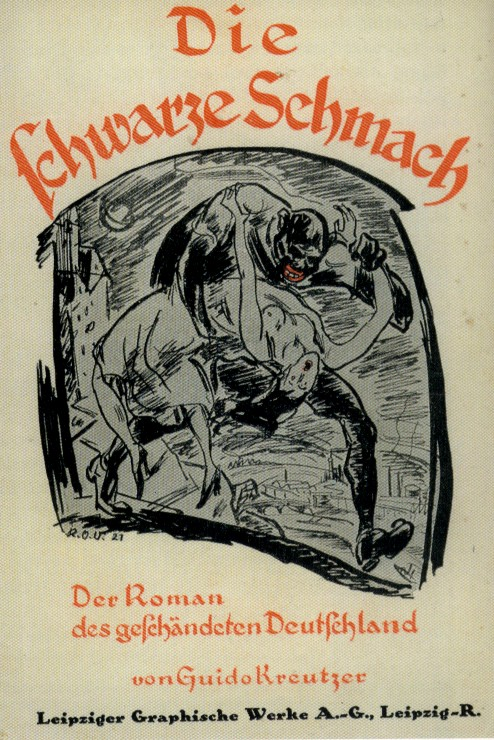 Die
ſchwarze Schmach
R.O.V. 21
Der Roman
des geſchändeten Deutſchland
von Guido Kreutzer
Leipziger Graphische Werke A.-G., Leipzig-R.